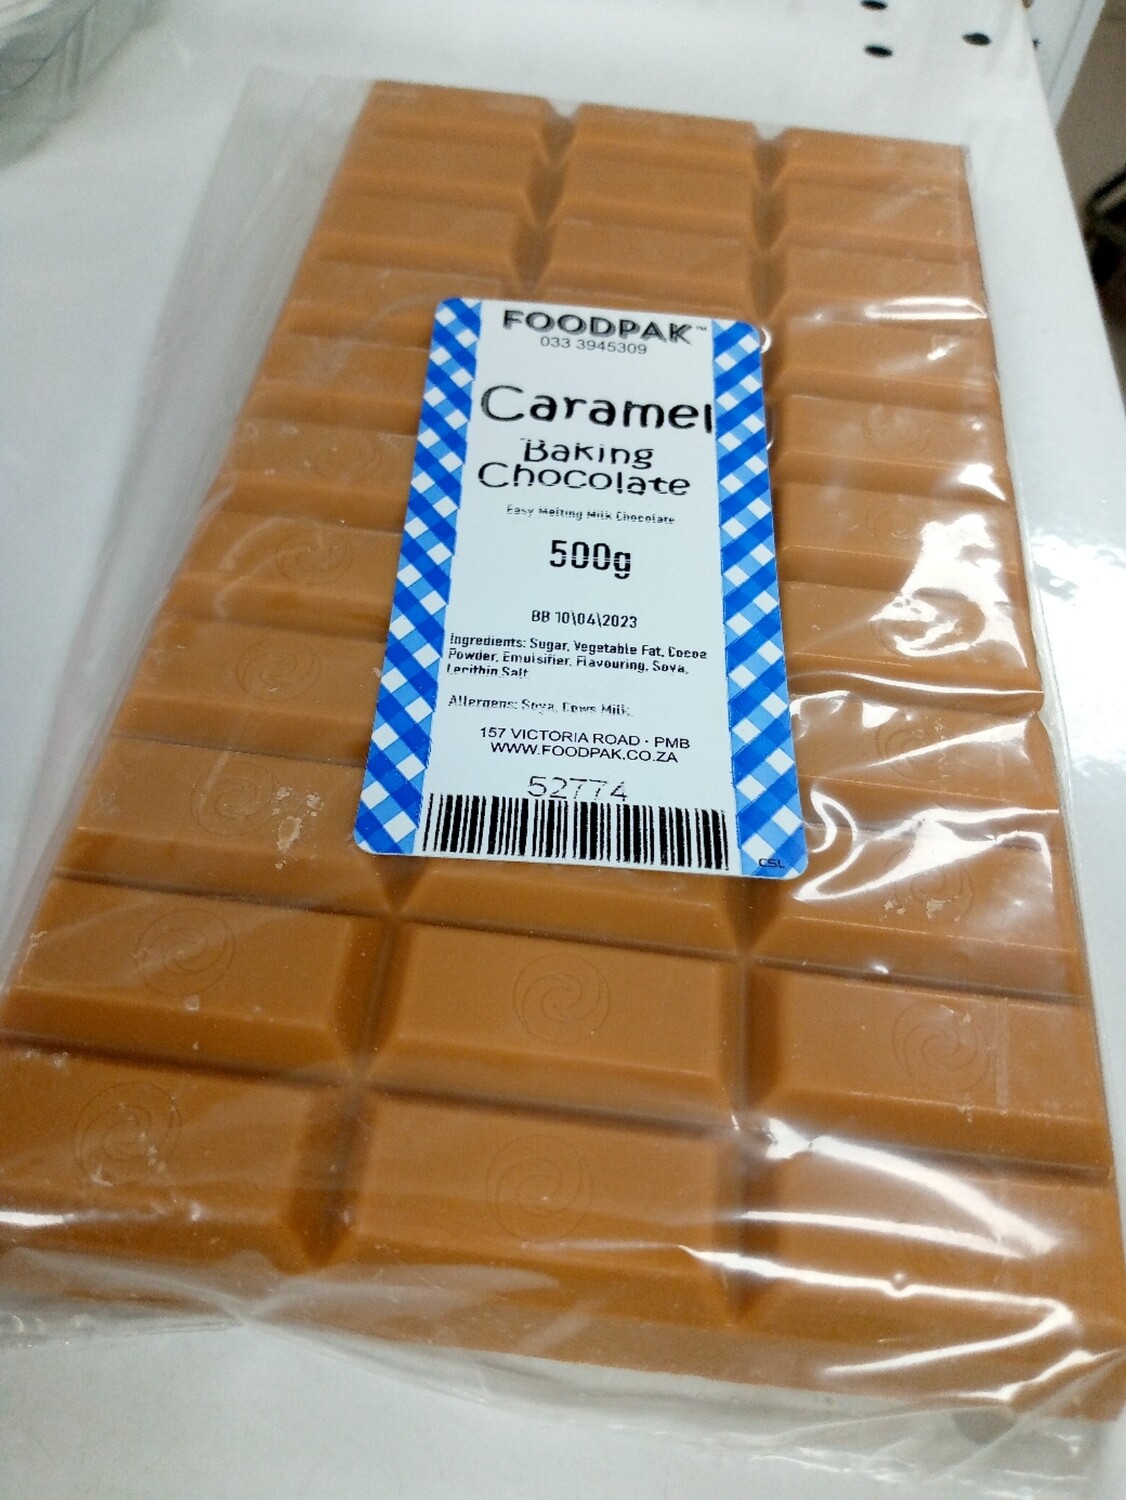 FOODPAK™
033 3945309
Caramel
Baking
Chocolate
Easy Melting Milk Chocolate
500g
BB 10\04\2023
Ingredients: Sugar, Vegetable Fat, Cocoa
Powder, Emulsifier, Flavouring, Soya,
Lecithin Salt
Allergens: Soya, Cows Milk.
157 VICTORIA ROAD · PMB
WWW.FOODPAK.CO.ZA
52774
CSL